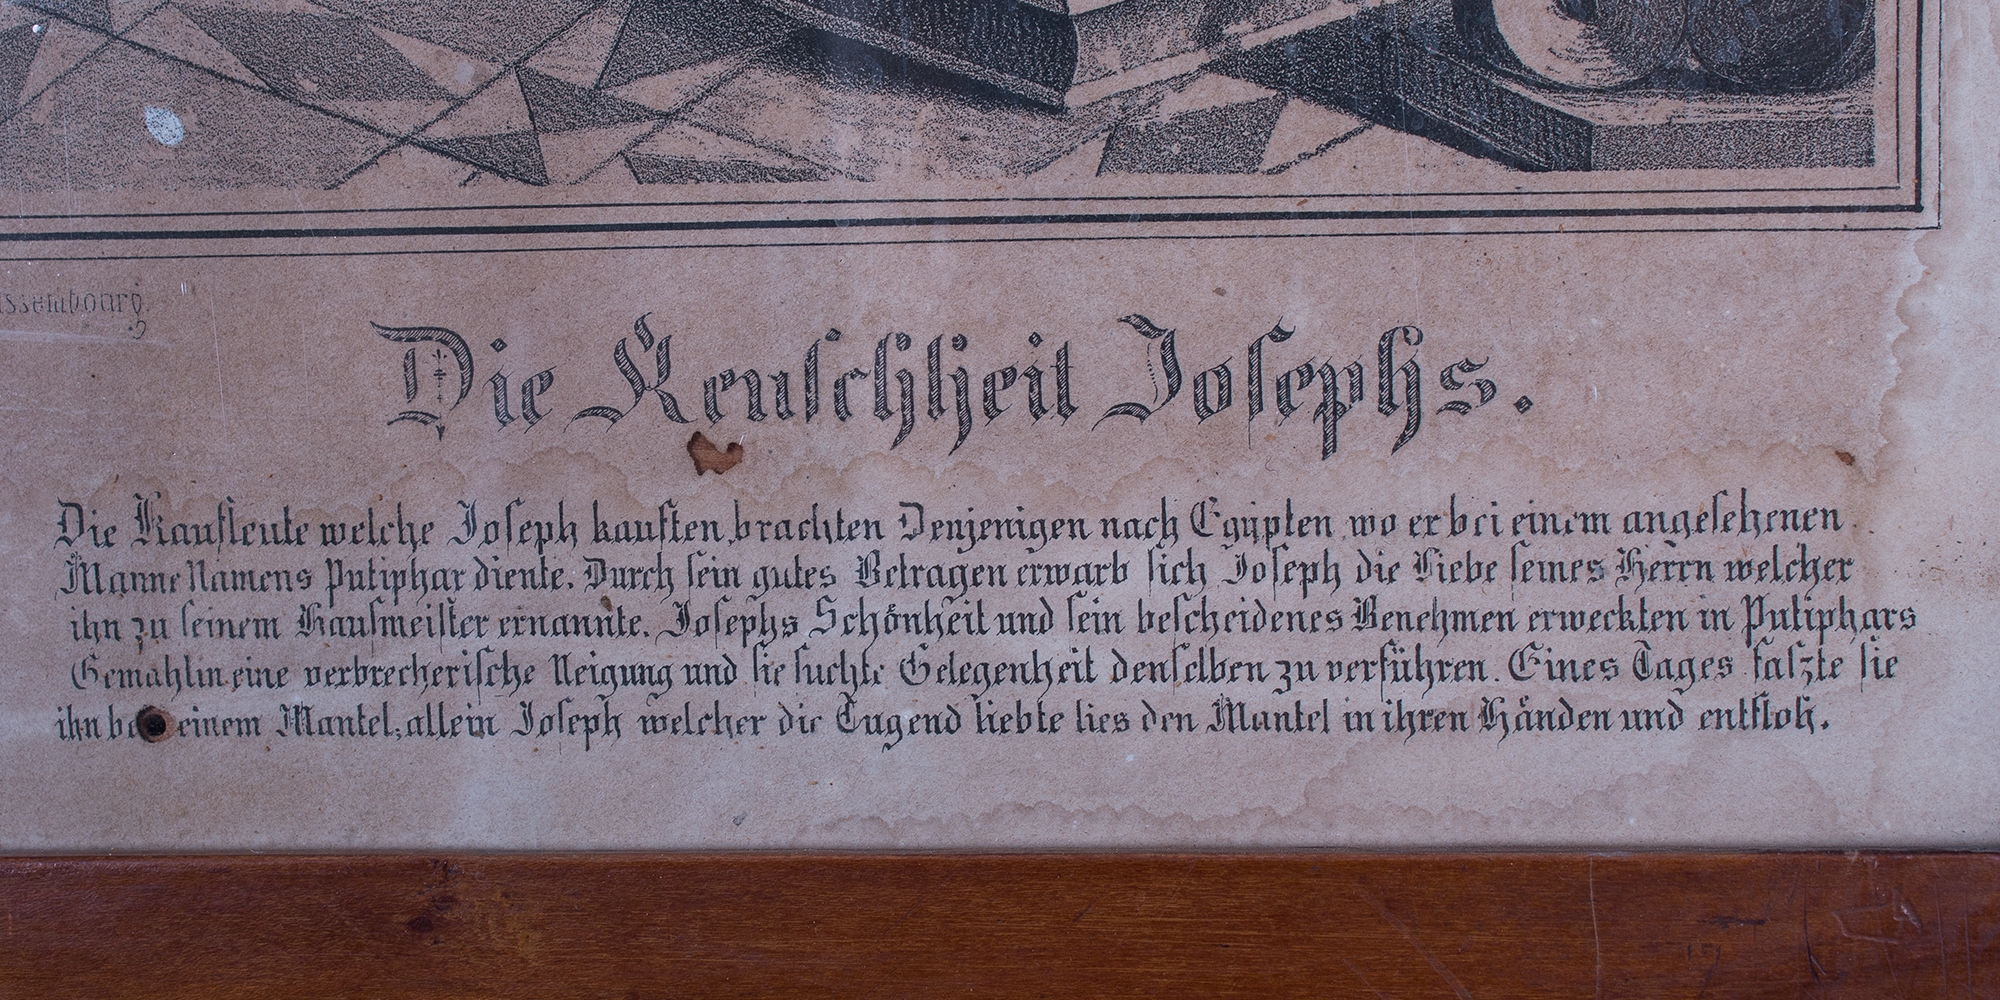 ssembourg.
Die Keuschheit Josephs.
Die Kaufleute welche Joseph kauften, brachten Denjenigen nach Egypten wo er bei einem angesehenen
Manne Namens Putiphar diente. Durch sein gutes Betragen erwarb sich Joseph die Liebe seines Herrn welcher
ihn zu seinem Hausmeister ernannte. Josephs Schönheit und sein bescheidenes Benehmen erweckten in Putiphars
Gemahlin eine verbrecherische Neigung und sie suchte Gelegenheit denselben zu verführen. Eines Tages faszte sie
ihn einem Mantel, allein Joseph welcher die Tugend liebte lies den Mantel in ihren Händen und entfloh.